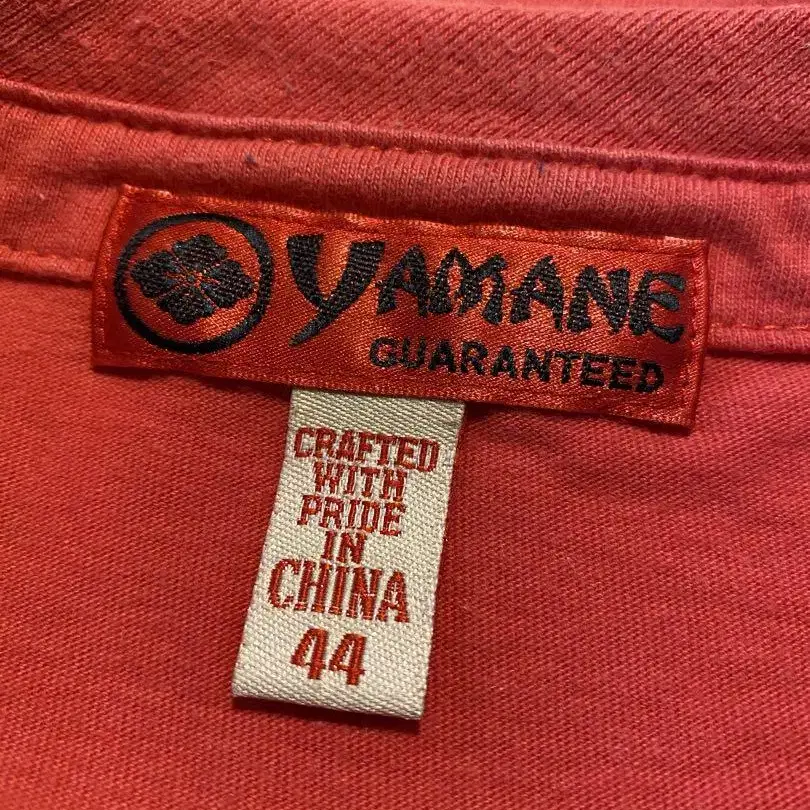 YAMANE
GUARANTEED
CRAFTED
WITH
PRIDE
IN
CHINA
44